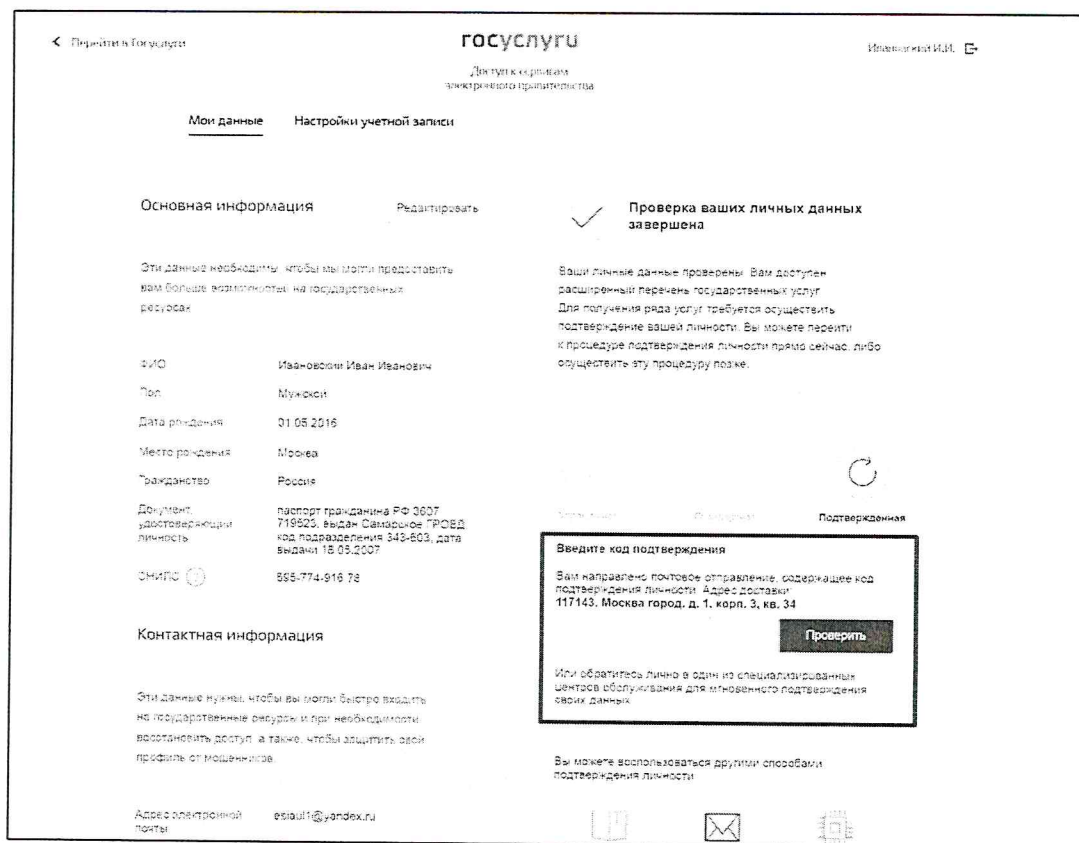 Перейти в Госуслуги
госуслуги
Ивановский И.И.
Доступ к сервисам
электронного правительства
Мои данные Настройки учетной записи
Основная информация Редактировать
Эти данные необходимы, чтобы мы могли предоставить
вам больше возможностей на государственных
ресурсах
ФИО Ивановский Иван Иванович
Пол Мужской
Дата рождения 01.05.2016
Место рождения Москва
Гражданство Россия
Документ,
удостоверяющий
личность
паспорт гражданина РФ 3607
719523, выдан Самарское ГРОВД
код подразделения 343-603, дата
выдачи 18.05.2007
СНИЛС ? 595-774-916 78
Контактная информация
Эти данные нужны, чтобы вы могли быстро входить
на государственные ресурсы и при необходимости
восстановить доступ, а также, чтобы защитить свой
профиль от мошенников.
Адрес электронной
почты
esiaul1@yandex.ru
Проверка ваших личных данных
завершена
Ваши личные данные проверены. Вам доступен
расширенный перечень государственных услуг.
Для получения ряда услуг требуется осуществить
подтверждение вашей личности. Вы можете перейти
к процедуре подтверждения личности прямо сейчас, либо
осуществить эту процедуру позже.
Подтвержденная
Введите код подтверждения
Вам направлено почтовое отправление, содержащее код
подтверждения личности. Адрес доставки:
117143, Москва город, д. 1, корп. 3, кв. 34
Проверить
Или обратитесь лично в один из специализированных
центров обслуживания для мгновенного подтверждения
своих данных
Вы можете воспользоваться другими способами
подтверждения личности